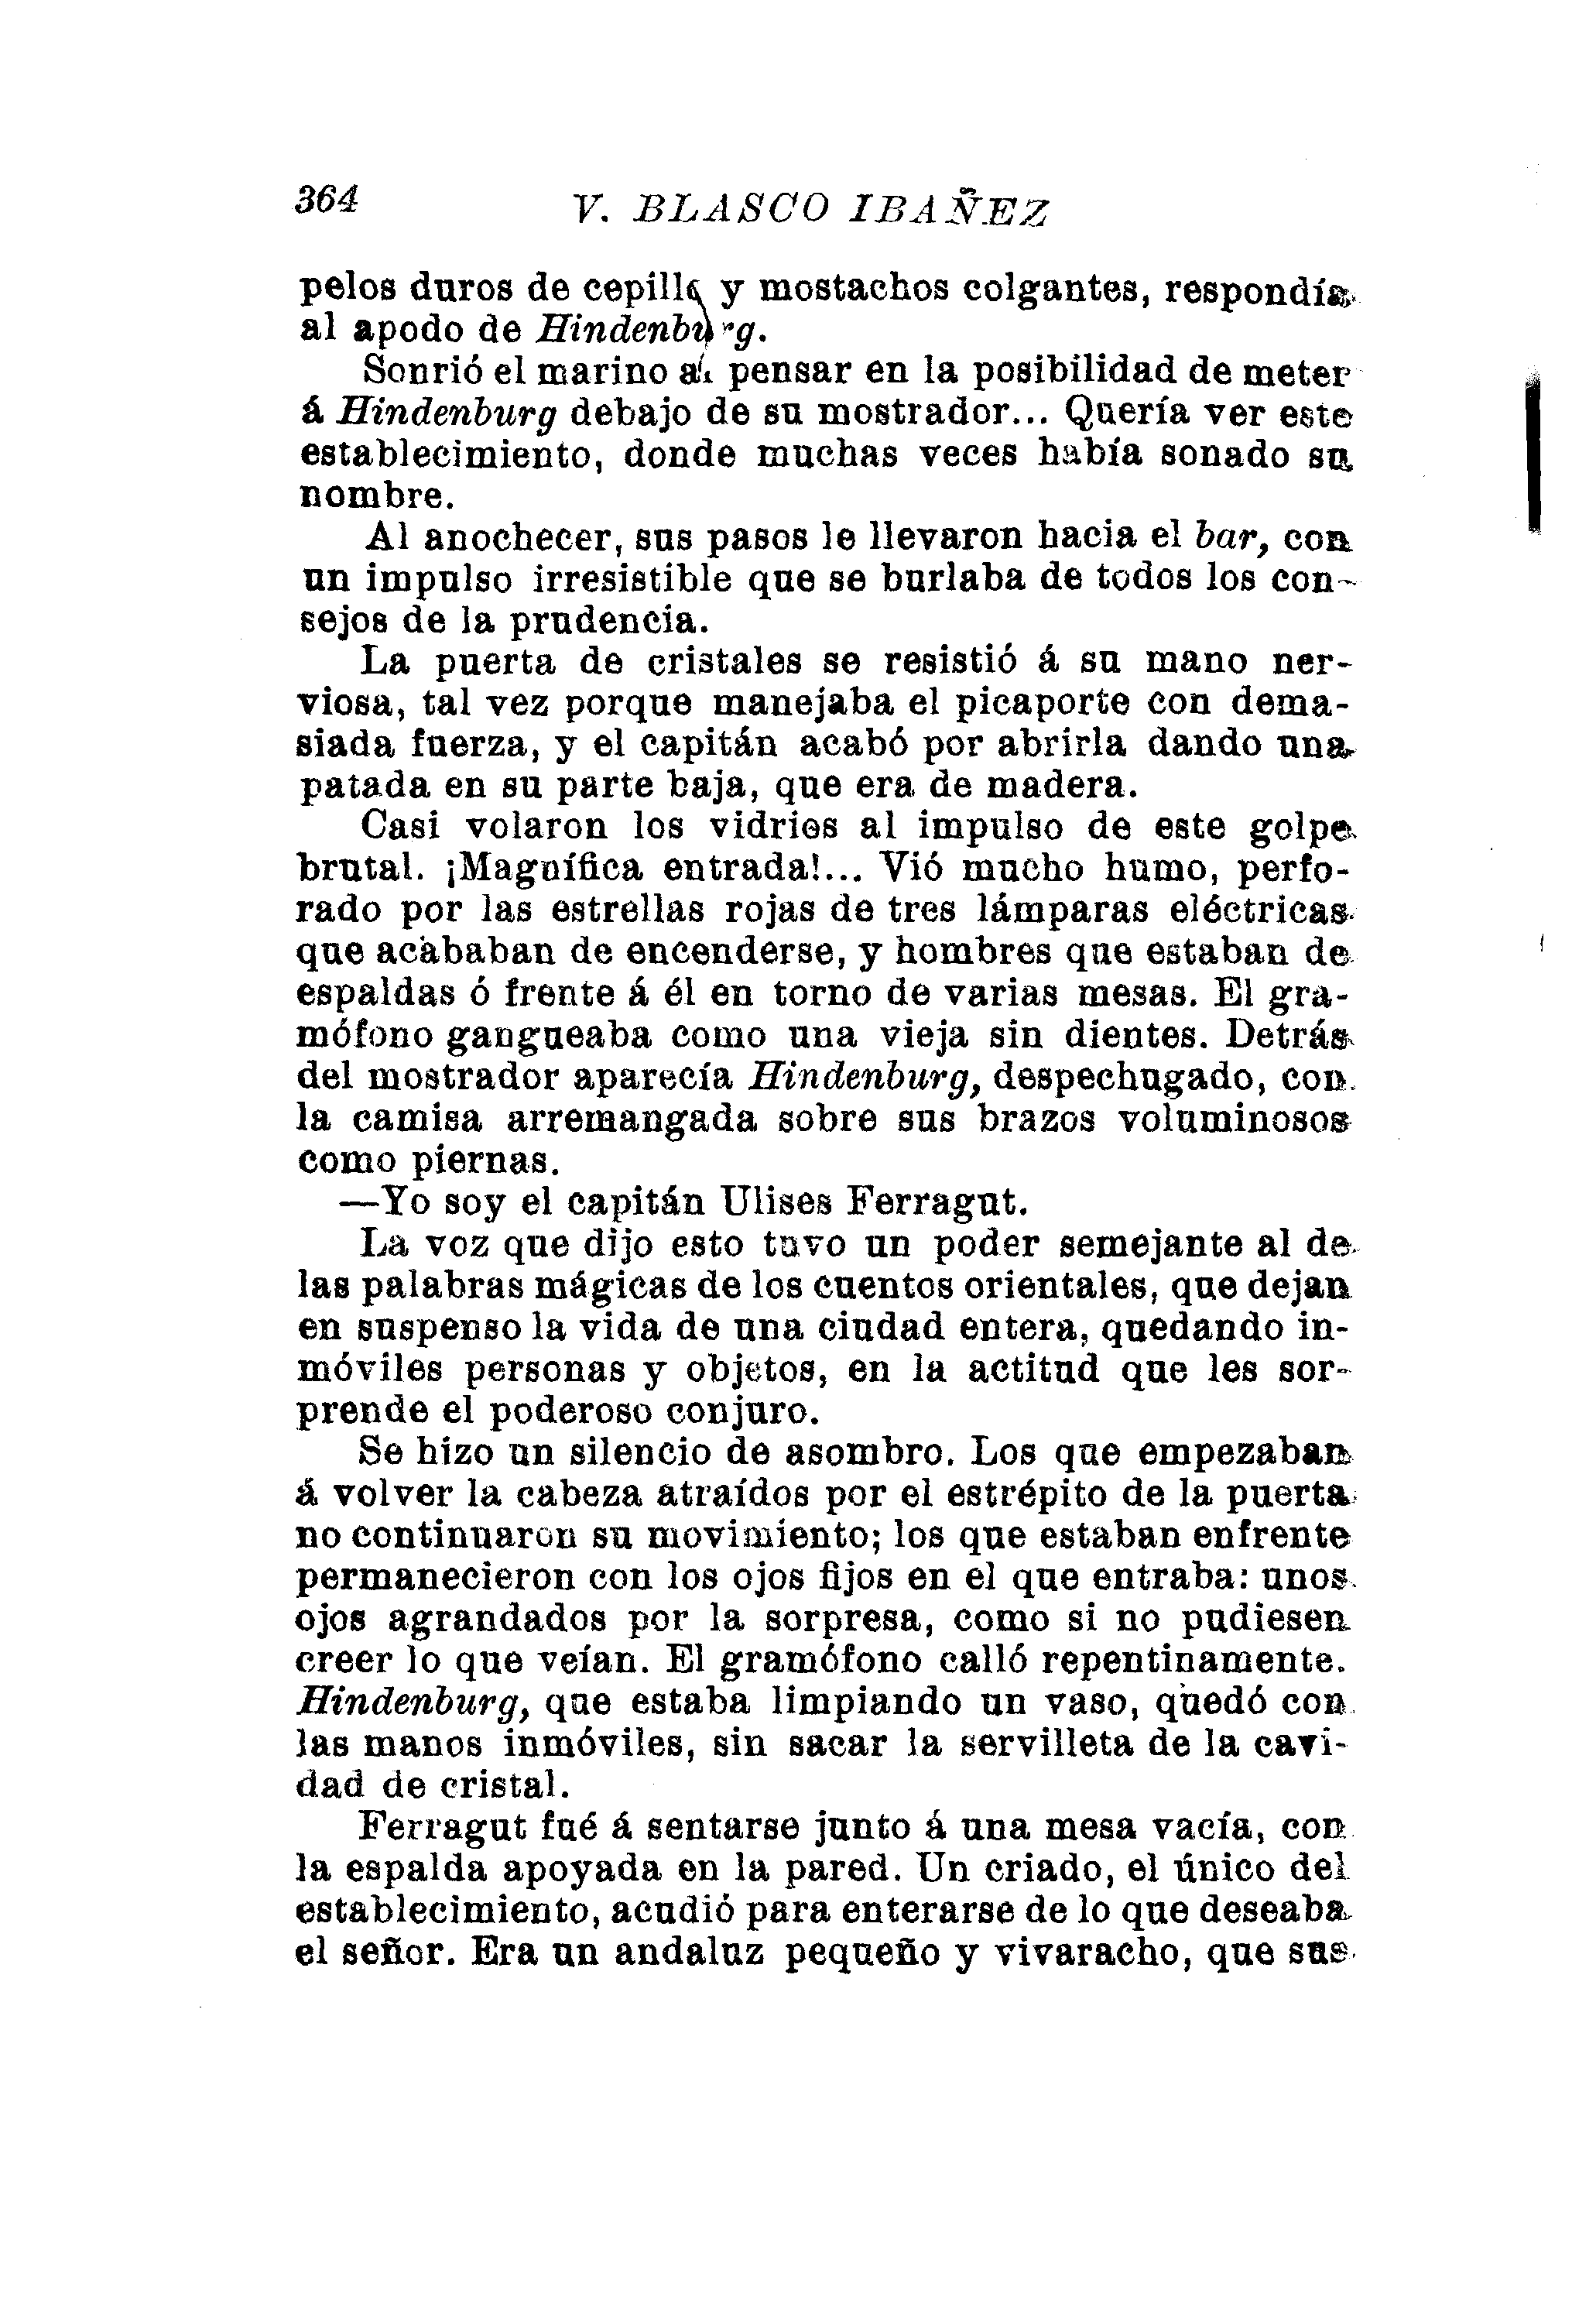 364
V. BLASCO IBAÑEZ
pelos duros de cepillo y mostachos colgantes, respondía
al apodo de Hindenburg.
Sonrió el marino al pensar en la posibilidad de meter
á Hindenburg debajo de su mostrador... Quería ver este
establecimiento, donde muchas veces había sonado su
nombre.
Al anochecer, sus pasos le llevaron hacia el bar, con
un impulso irresistible que se burlaba de todos los con-
sejos de la prudencia.
La puerta de cristales se resistió á su mano ner-
viosa, tal vez porque manejaba el picaporte con dema-
siada fuerza, y el capitán acabó por abrirla dando una
patada en su parte baja, que era de madera.
Casi volaron los vidrios al impulso de este golpe
brutal. ¡Magnífica entrada!... Vió mucho humo, perfo-
rado por las estrellas rojas de tres lámparas eléctricas
que acababan de encenderse, y hombres que estaban de
espaldas ó frente á él en torno de varias mesas. El gra-
mófono gangueaba como una vieja sin dientes. Detrás
del mostrador aparecía Hindenburg, despechugado, con
la camisa arremangada sobre sus brazos voluminosos
como piernas.
—Yo soy el capitán Ulises Ferragut.
La voz que dijo esto tuvo un poder semejante al de
las palabras mágicas de los cuentos orientales, que dejan
en suspenso la vida de una ciudad entera, quedando in-
móviles personas y objetos, en la actitud que les sor-
prende el poderoso conjuro.
Se hizo un silencio de asombro. Los que empezaban
á volver la cabeza atraídos por el estrépito de la puerta
no continuaron su movimiento; los que estaban enfrente
permanecieron con los ojos fijos en el que entraba: unos
ojos agrandados por la sorpresa, como si no pudiesen
creer lo que veían. El gramófono calló repentinamente.
Hindenburg, que estaba limpiando un vaso, quedó con
las manos inmóviles, sin sacar la servilleta de la cavi-
dad de cristal.
Ferragut fué á sentarse junto á una mesa vacía, con
la espalda apoyada en la pared. Un criado, el único del
establecimiento, acudió para enterarse de lo que deseaba
el señor. Era un andaluz pequeño y vivaracho, que sus